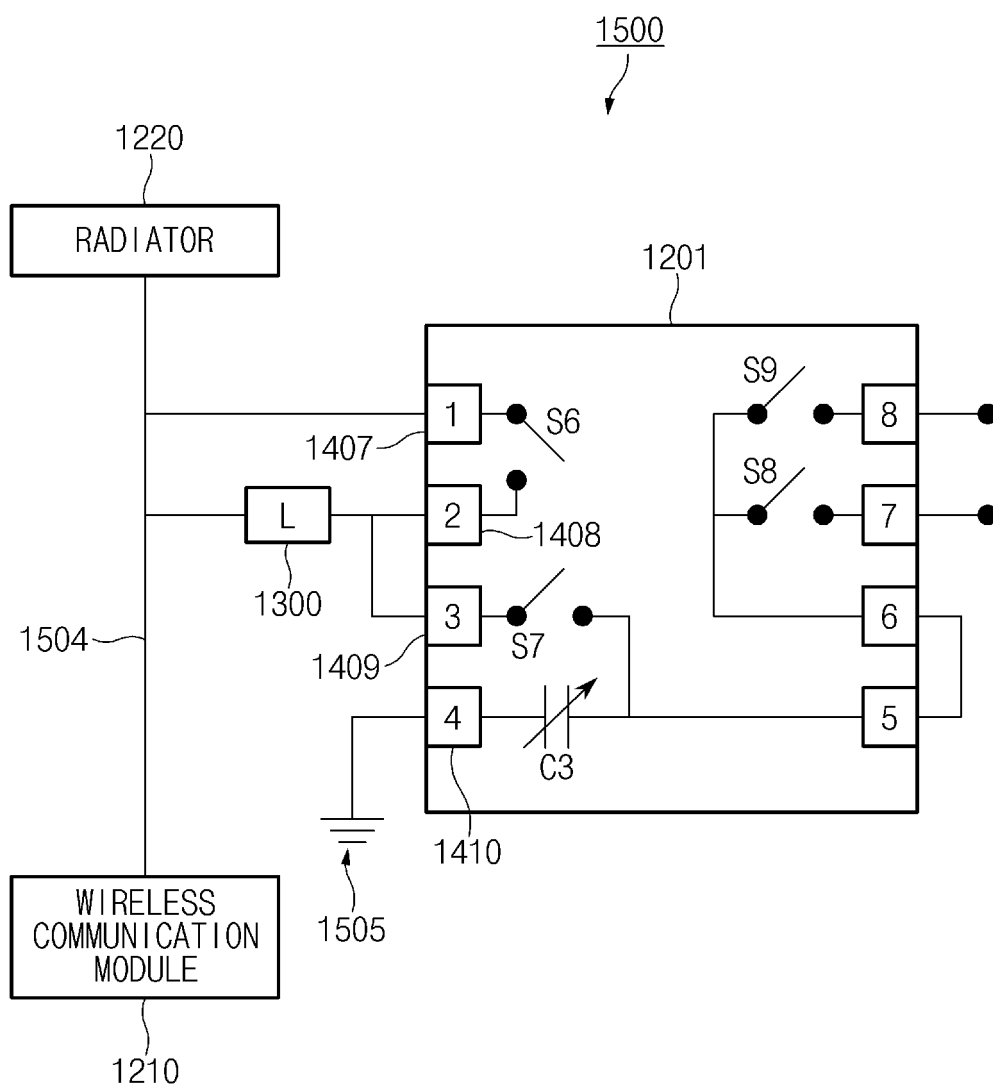 1500
1220
RADIATOR
1201
S9
1
S6
8
1407
S8
L
2
7
1408
1300
3
6
1504
S7
1409
4
5
C3
1410
WIRELESS
COMMUNICATION
MODULE
1505
1210